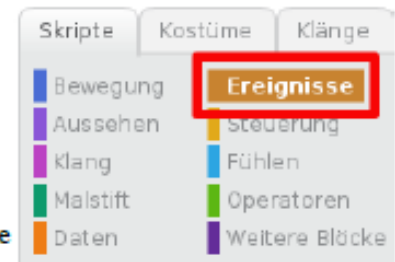 Skripte Kostüme Klänge
Bewegung Ereignisse
Aussehen Steuerung
Klang Fühlen
Malstift Operatoren
e Daten Weitere Blöcke